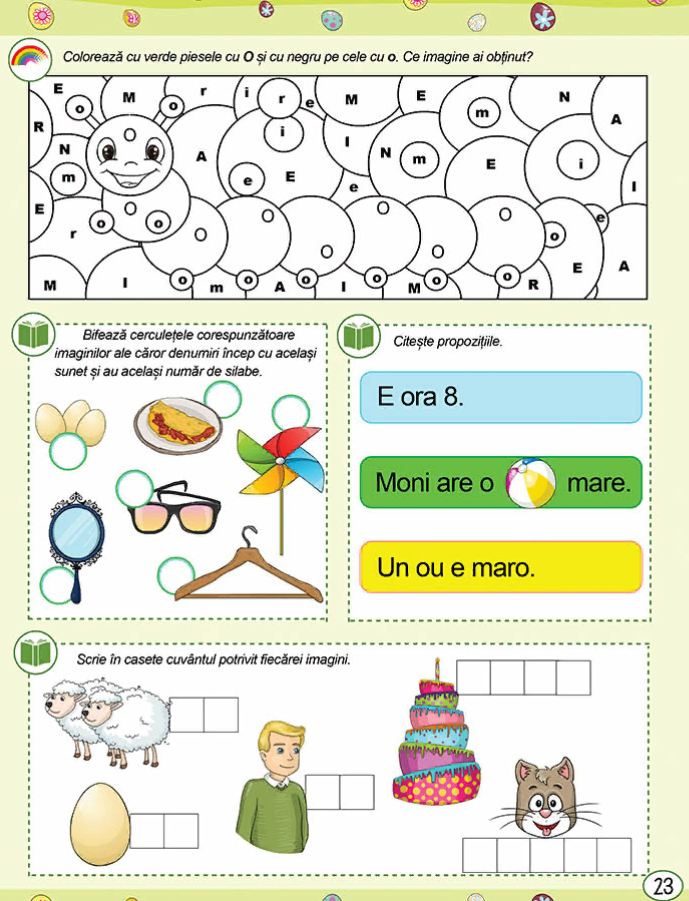 Colorează cu verde piesele cu O și cu negru pe cele cu o. Ce imagine ai obținut?
E M r i r e M E N
o o m A
R O i I
N A N m E i
m e E e I
E O O O O e
r o o O o
O O
E A
M I o m o A o I o M o o R
Bifează cerculețele corespunzătoare
imaginilor ale căror denumiri încep cu același
sunet și au același număr de silabe.
Citește propozițiile.
E ora 8.
Moni are o mare.
Un ou e maro.
Scrie în casete cuvântul potrivit fiecărei imagini.
23